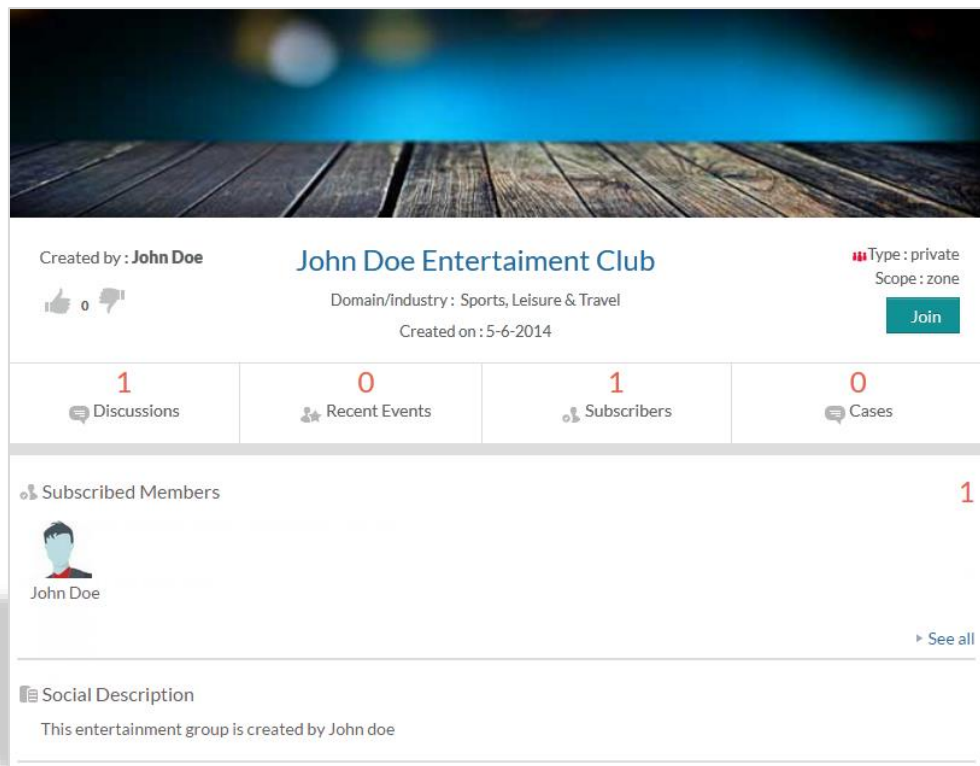 Created by : John Doe
0
John Doe Entertaiment Club
Domain/industry : Sports, Leisure & Travel
Created on : 5-6-2014
Type : private
Scope : zone
Join
1
Discussions
0
Recent Events
1
Subscribers
0
Cases
Subscribed Members
1
John Doe
See all
Social Description
This entertainment group is created by John doe